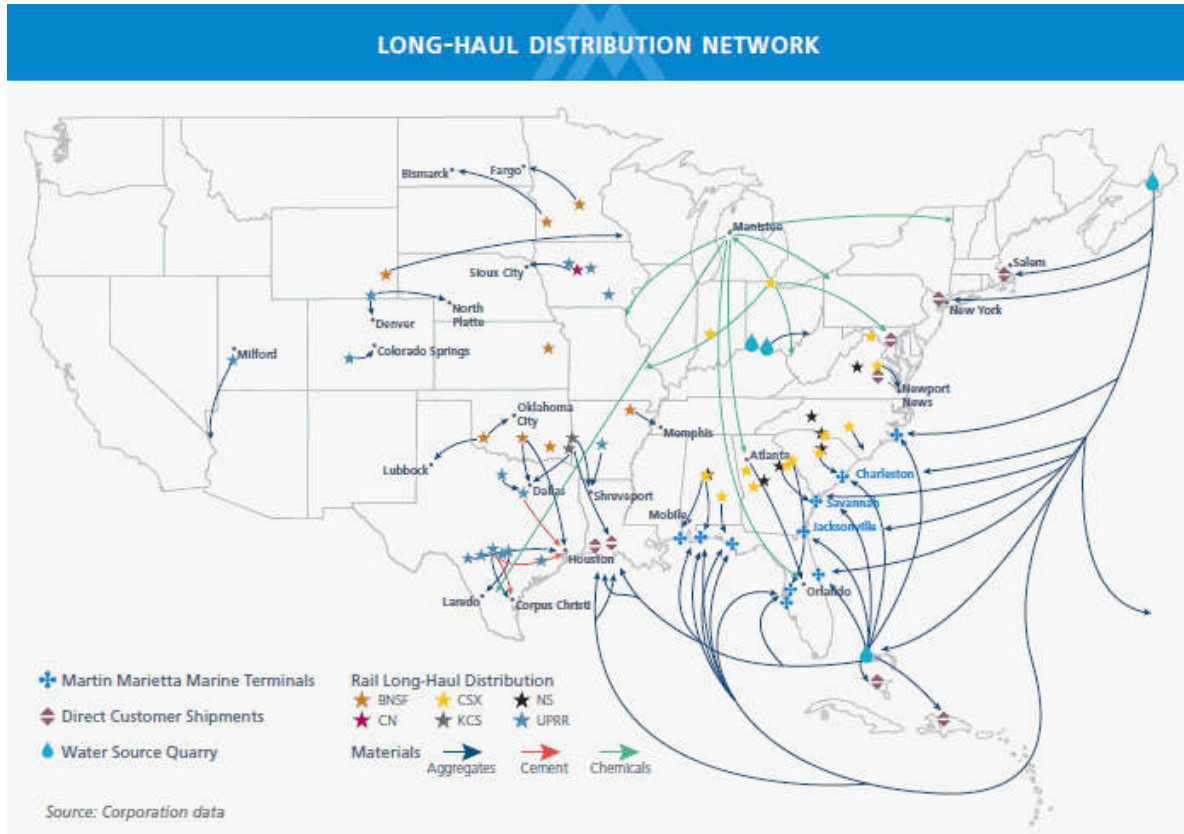 LONG-HAUL DISTRIBUTION NETWORK
Bismarck
Fargo
Manistee
Sioux City
Salem
New York
North
Platte
Denver
Colorado Springs
Milford
Newport
News
Oklahoma
City
Memphis
Lubbock
Atlanta
Charleston
Dallas
Shreveport
Savannah
Mobile
Jacksonville
Houston
Orlando
Laredo
Corpus Christi
Martin Marietta Marine Terminals
Direct Customer Shipments
Water Source Quarry
Rail Long-Haul Distribution
BNSF CSX NS
CN KCS UPRR
Materials
Aggregates Cement Chemicals
Source: Corporation data